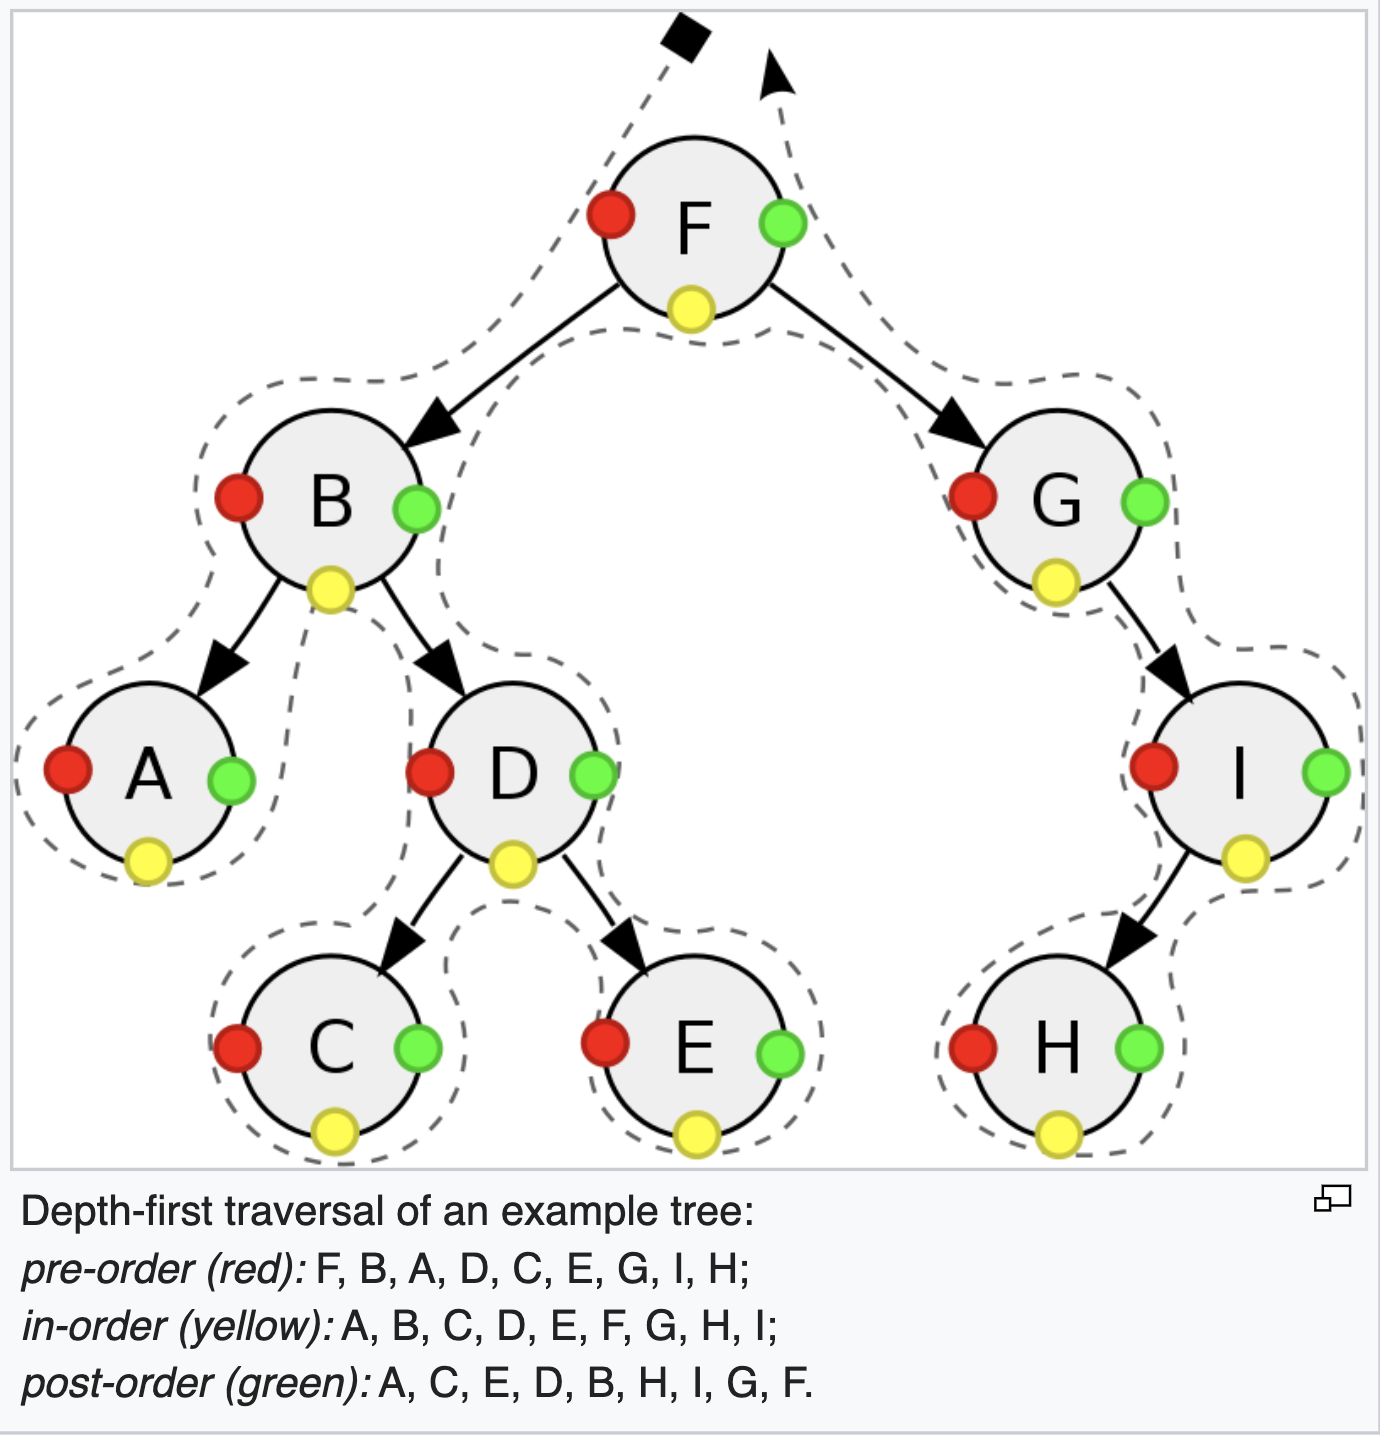 F
B
G
A
D
I
C
E
H
Depth-first traversal of an example tree:
pre-order (red): F, B, A, D, C, E, G, I, H;
in-order (yellow): A, B, C, D, E, F, G, H, I;
post-order (green): A, C, E, D, B, H, I, G, F.